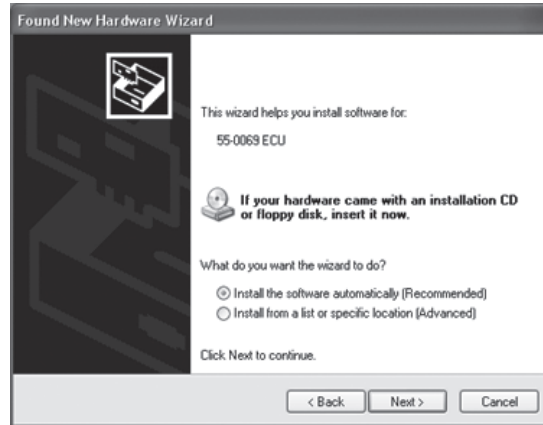 Found New Hardware Wizard
This wizard helps you install software for:
55-0069 ECU
If your hardware came with an installation CD
or floppy disk, insert it now.
What do you want the wizard to do?
Install the software automatically (Recommended)
Install from a list or specific location (Advanced)
Click Next to continue.
< Back Next > Cancel